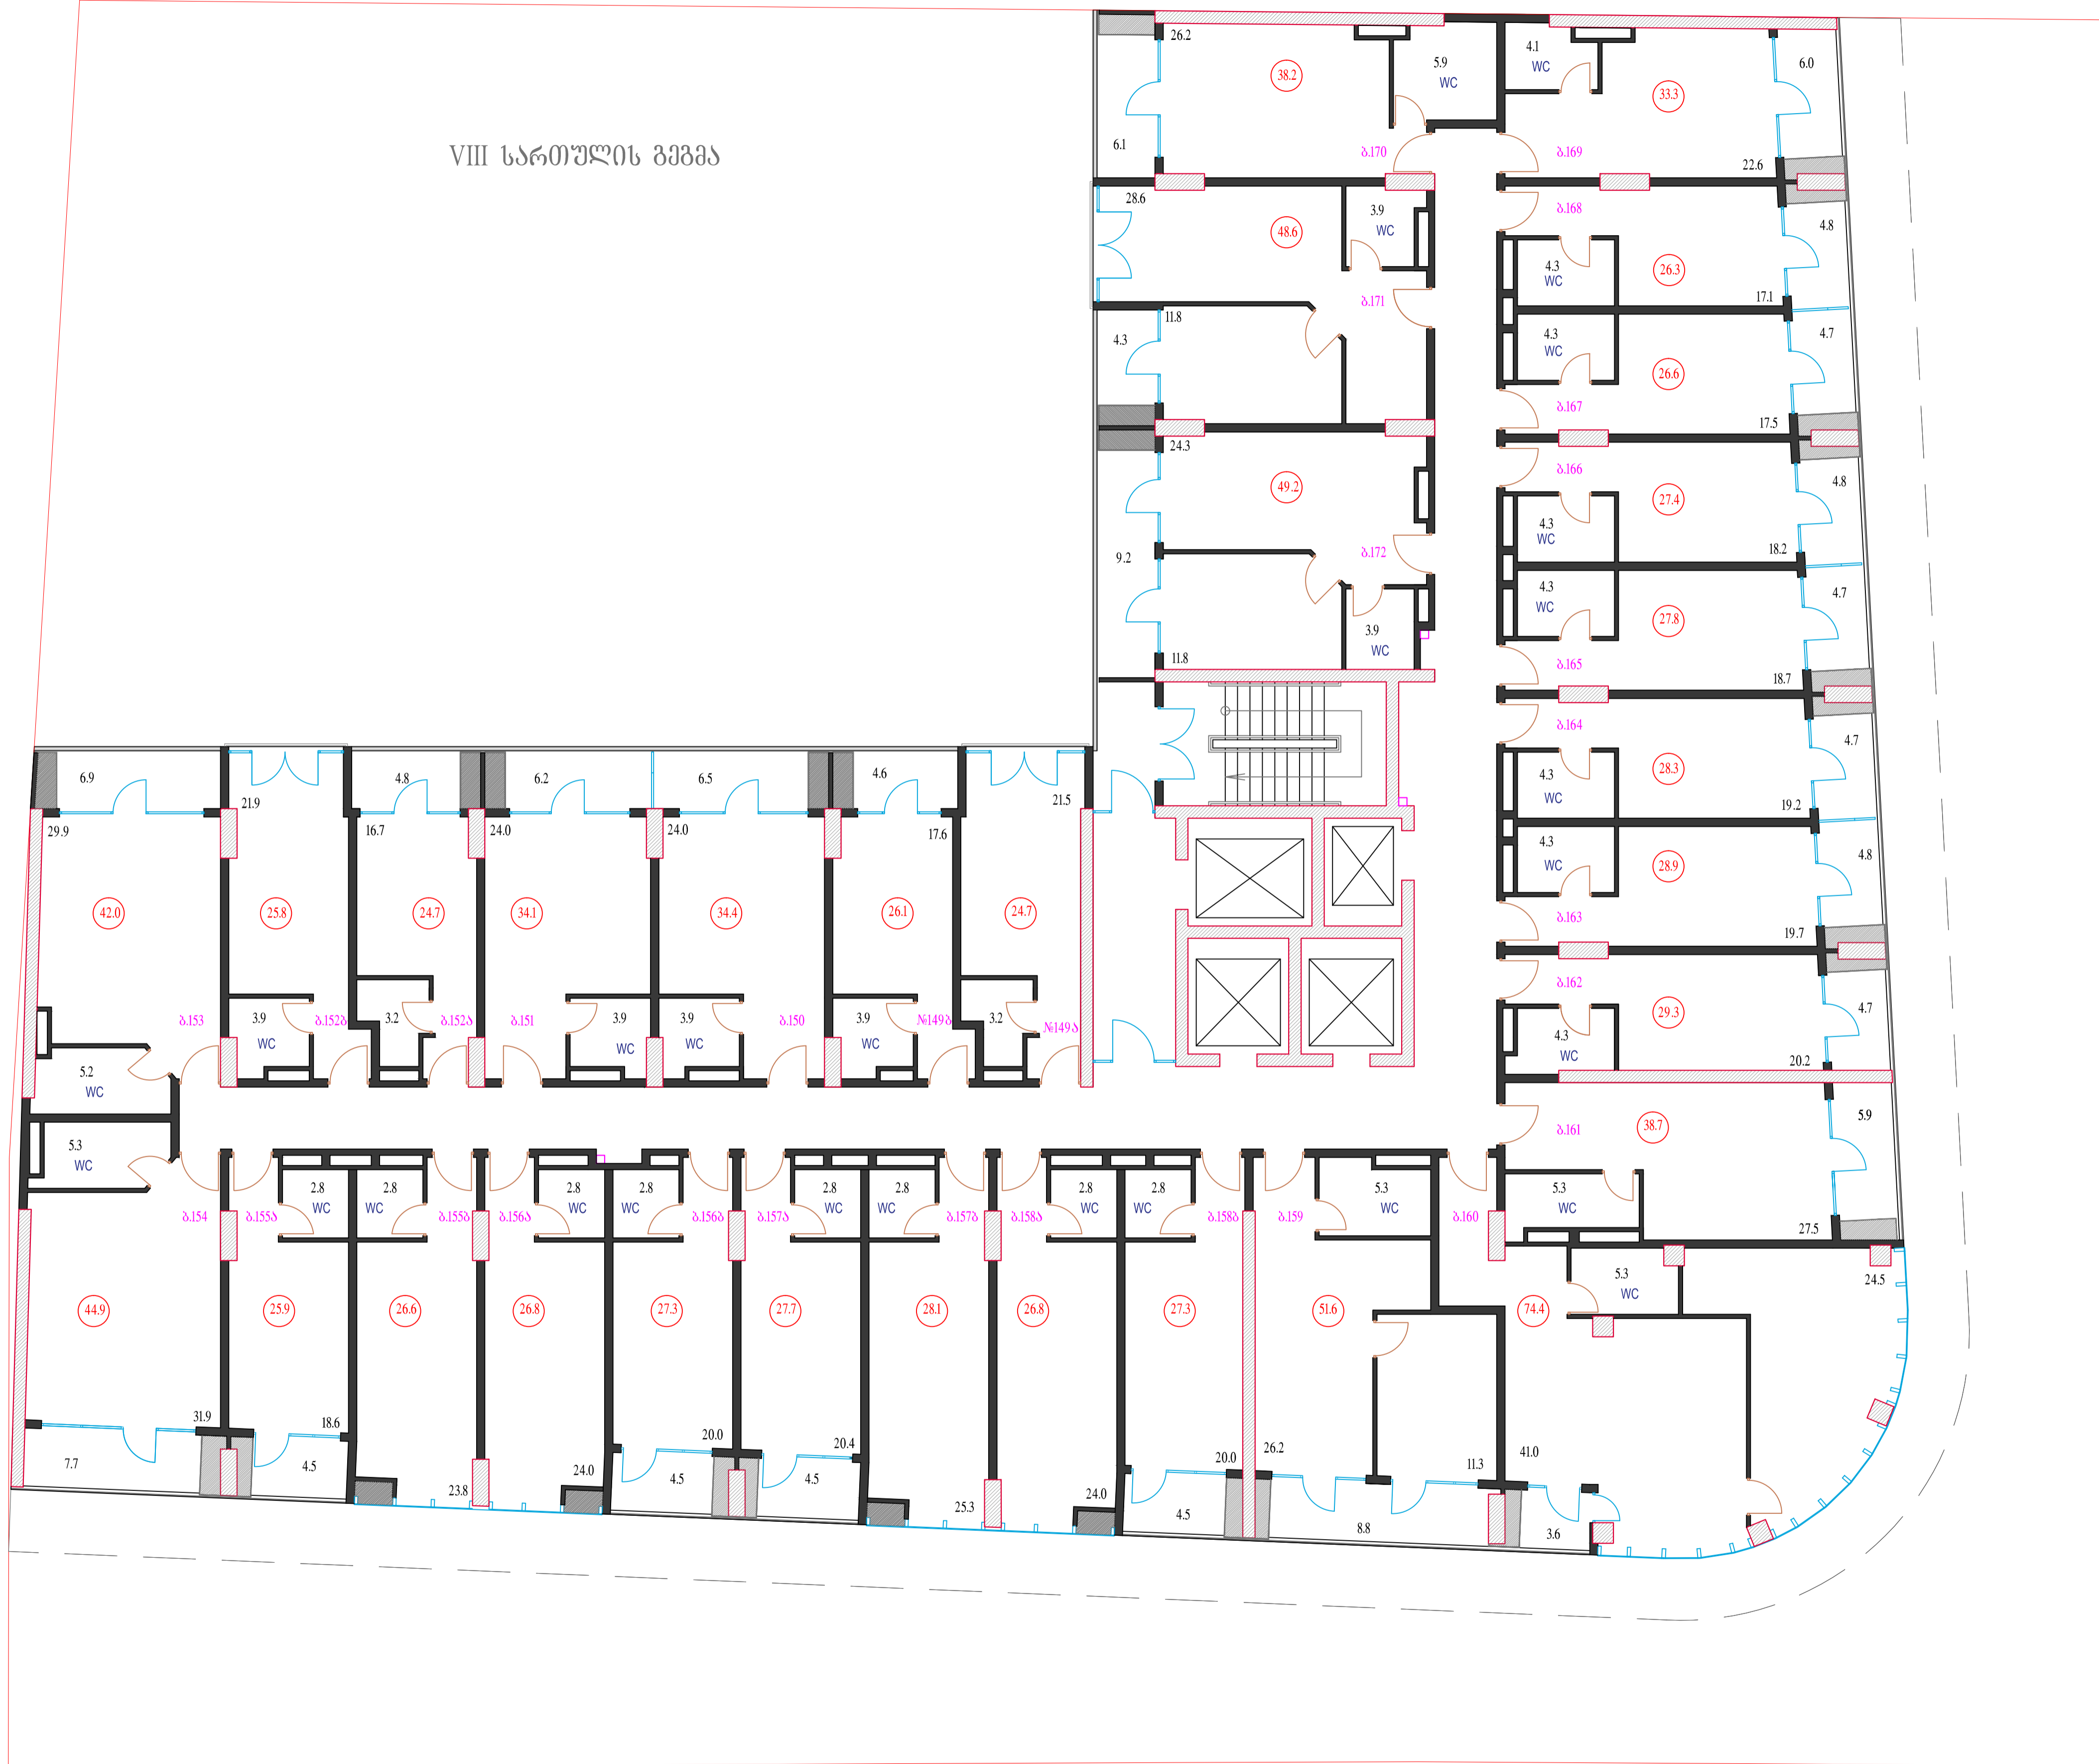 VIII ᲡᲐᲠᲗᲣᲚᲘᲡ ᲒᲔᲒᲛᲐ
26.2
38.2
5.9
WC
6.1
ბ.170
4.1
WC
33.3
6.0
ბ.169
22.6
28.6
48.6
3.9
WC
ბ.171
11.8
4.3
ბ.168
4.8
4.3
WC
26.3
17.1
4.3
WC
26.6
4.7
ბ.167
17.5
24.3
49.2
9.2
ბ.172
3.9
WC
11.8
ბ.166
27.4
4.8
4.3
WC
18.2
4.3
WC
27.8
4.7
ბ.165
18.7
ბ.164
4.7
4.3
WC
28.3
19.2
4.3
WC
28.9
4.8
ბ.163
19.7
ბ.162
29.3
4.7
4.3
WC
20.2
38.7
5.9
ბ.161
5.3
WC
27.5
6.9
29.9
42.0
ბ.153
5.2
WC
21.9
25.8
3.9
WC
ბ.152ბ
4.8
16.7
24.7
3.2
ბ.152ა
6.2
24.0
34.1
ბ.151
3.9
WC
6.5
24.0
34.4
3.9
WC
ბ.150
4.6
17.6
26.1
3.9
WC
№149ბ
21.5
24.7
3.2
№149ა
5.3
WC
ბ.154
44.9
31.9
7.7
2.8
WC
ბ.155ა
25.9
18.6
4.5
2.8
WC
ბ.155ბ
26.6
23.8
2.8
WC
ბ.156ა
26.8
24.0
2.8
WC
ბ.156ბ
27.3
20.0
4.5
2.8
WC
ბ.157ა
27.7
20.4
4.5
2.8
WC
ბ.157ბ
28.1
25.3
2.8
WC
ბ.158ა
26.8
24.0
2.8
WC
ბ.158ბ
27.3
20.0
4.5
ბ.159
5.3
WC
51.6
26.2
11.3
8.8
ბ.160
74.4
5.3
WC
24.5
41.0
3.6